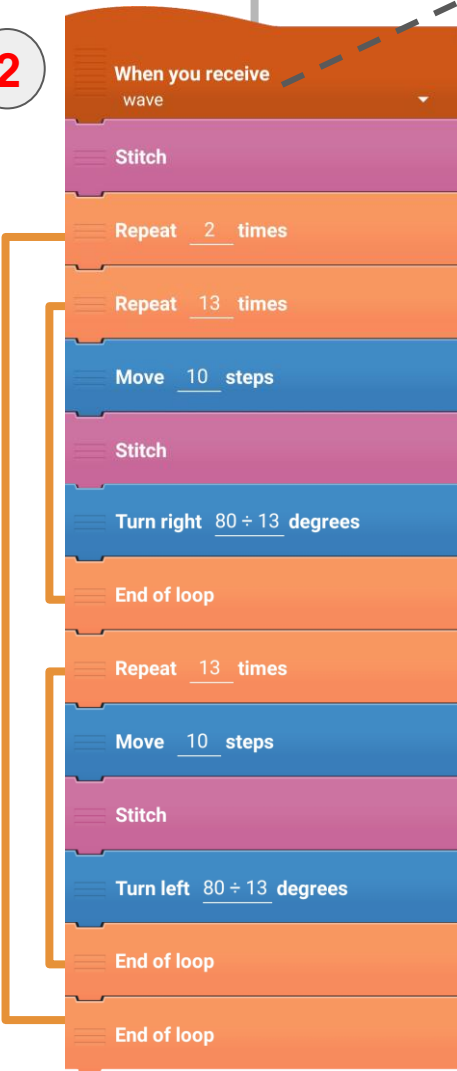 2
When you receive
wave
Stitch
Repeat 2 times
Repeat 13 times
Move 10 steps
Stitch
Turn right 80 ÷ 13 degrees
End of loop
Repeat 13 times
Move 10 steps
Stitch
Turn left 80 ÷ 13 degrees
End of loop
End of loop